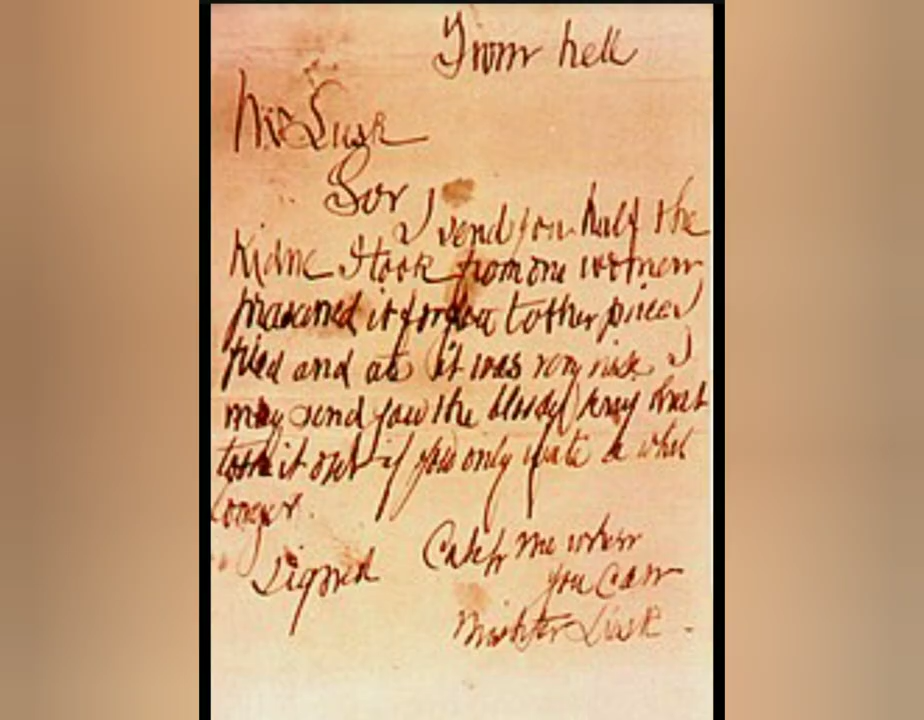 From hell
Mr Lusk
Sor
I send you half the
Kidne I took from one women
prasarved it for you tother piece I
fried and ate it was very nise I
may send you the bloody knif that
took it out if you only wate a whil
longer.
signed Catch me when
you Can
Mishter Lusk.